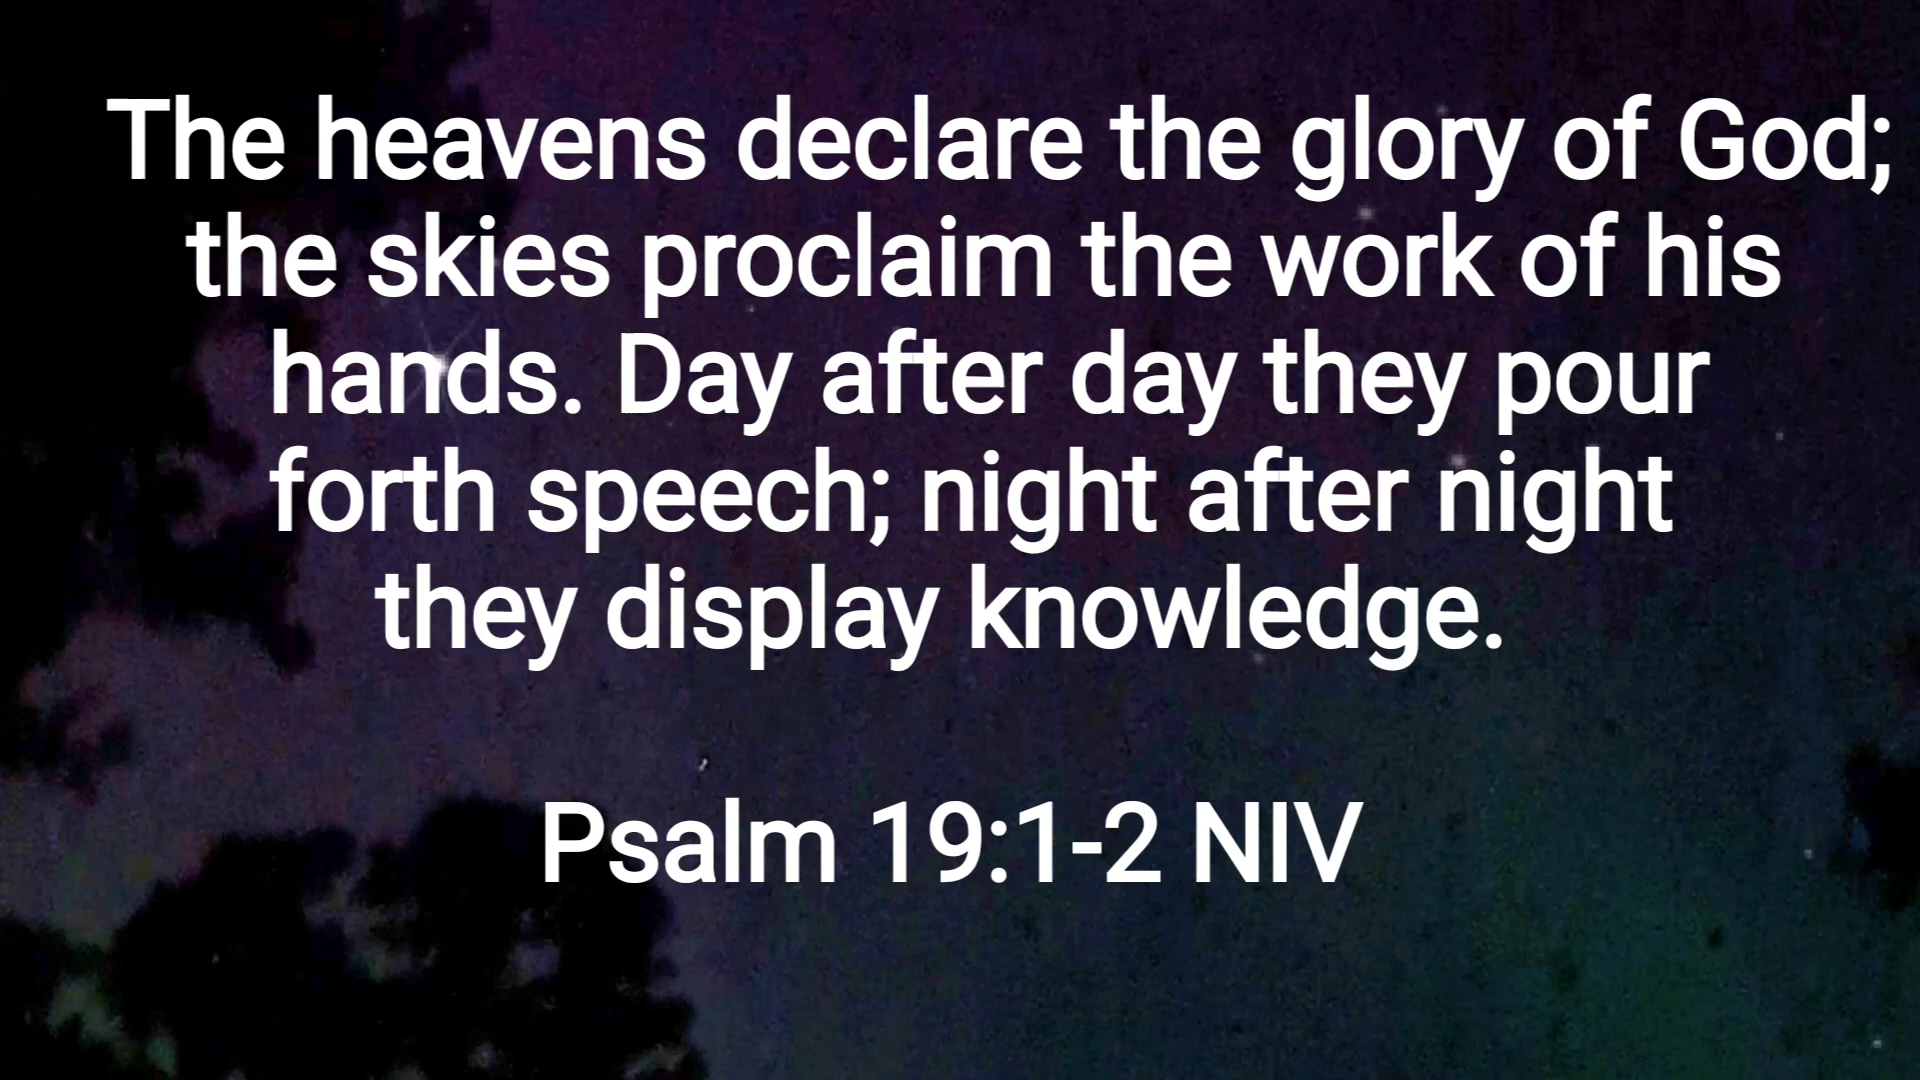 The heavens declare the glory of God;
the skies proclaim the work of his
hands. Day after day they pour
forth speech; night after night
they display knowledge.
Psalm 19:1-2 NIV